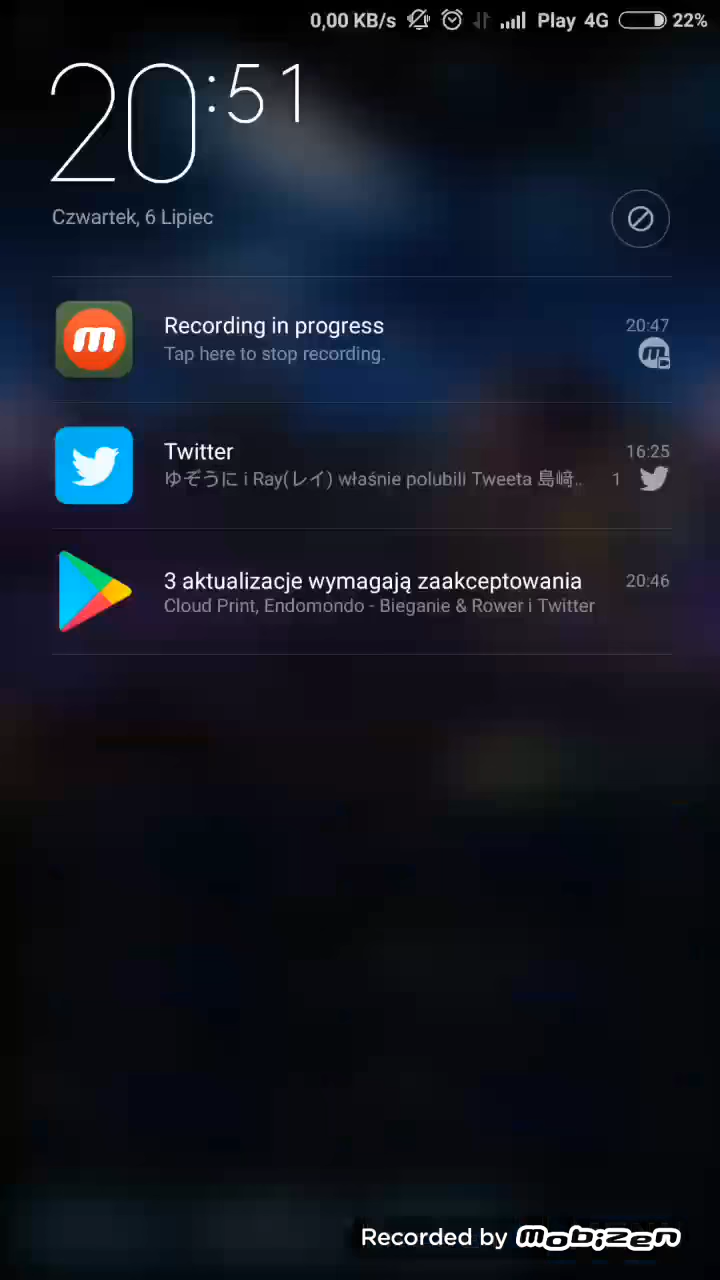 0,00 KB/s Play 4G 22%
20:51
Czwartek, 6 Lipiec
Recording in progress 20:47
Tap here to stop recording.
Twitter 16:25
ゆぞうに i Ray(レイ) właśnie polubili Tweeta 島崎.. 1
3 aktualizacje wymagają zaakceptowania 20:46
Cloud Print, Endomondo - Bieganie & Rower i Twitter
Recorded by mobizen